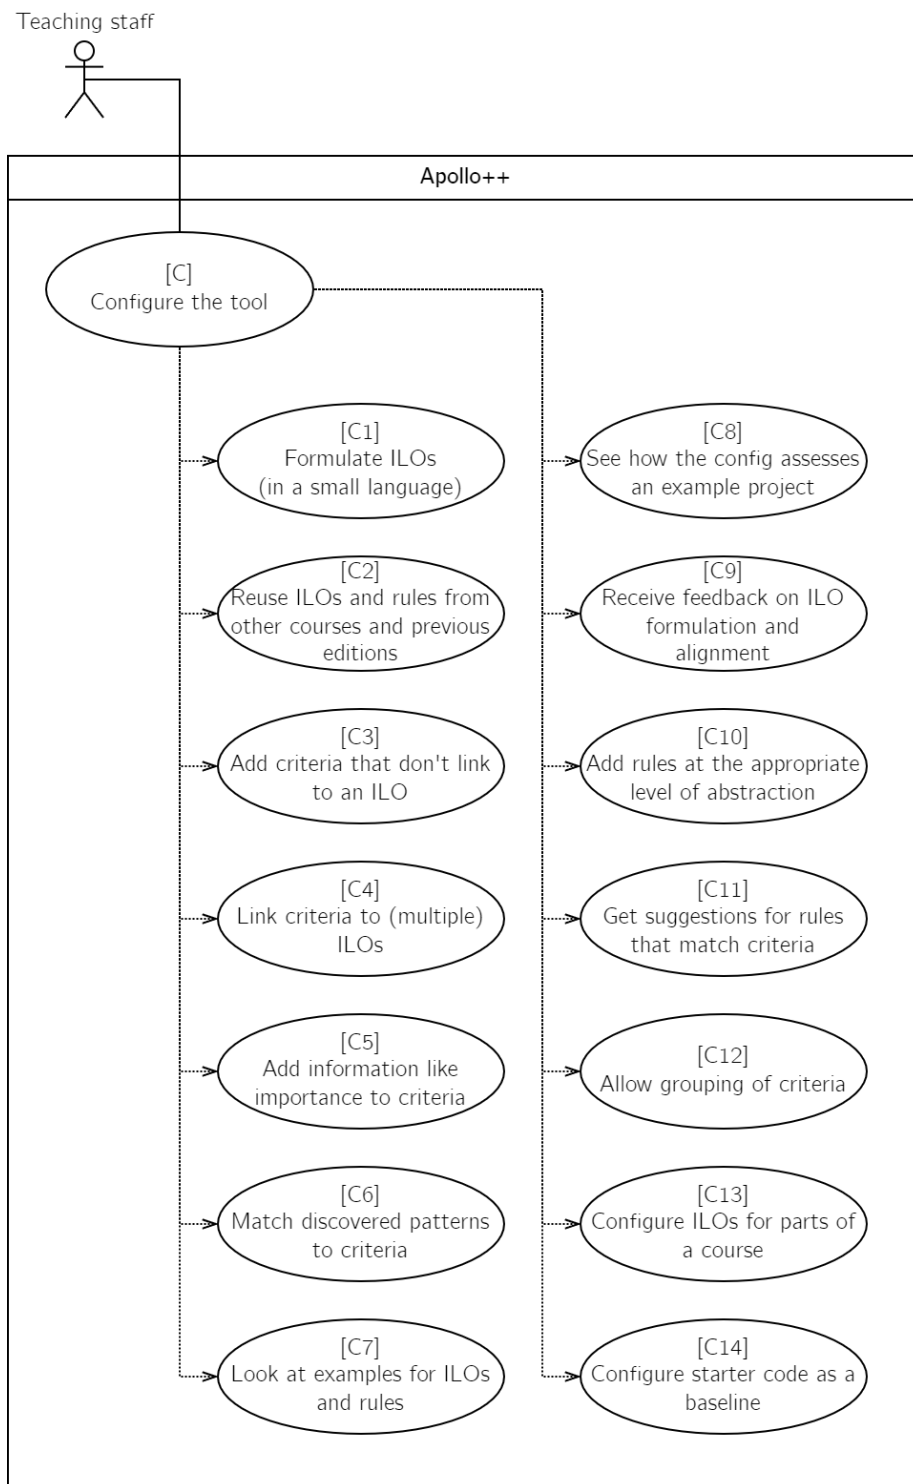 Teaching staff
Apollo++
[C]
Configure the tool
[C1]
Formulate ILOs
(in a small language)
[C2]
Reuse ILOs and rules from
other courses and previous
editions
[C3]
Add criteria that don't link
to an ILO
[C4]
Link criteria to (multiple)
ILOs
[C5]
Add information like
importance to criteria
[C6]
Match discovered patterns
to criteria
[C7]
Look at examples for ILOs
and rules
[C8]
See how the config assesses
an example project
[C9]
Receive feedback on ILO
formulation and
alignment
[C10]
Add rules at the appropriate
level of abstraction
[C11]
Get suggestions for rules
that match criteria
[C12]
Allow grouping of criteria
[C13]
Configure ILOs for parts of
a course
[C14]
Configure starter code as a
baseline